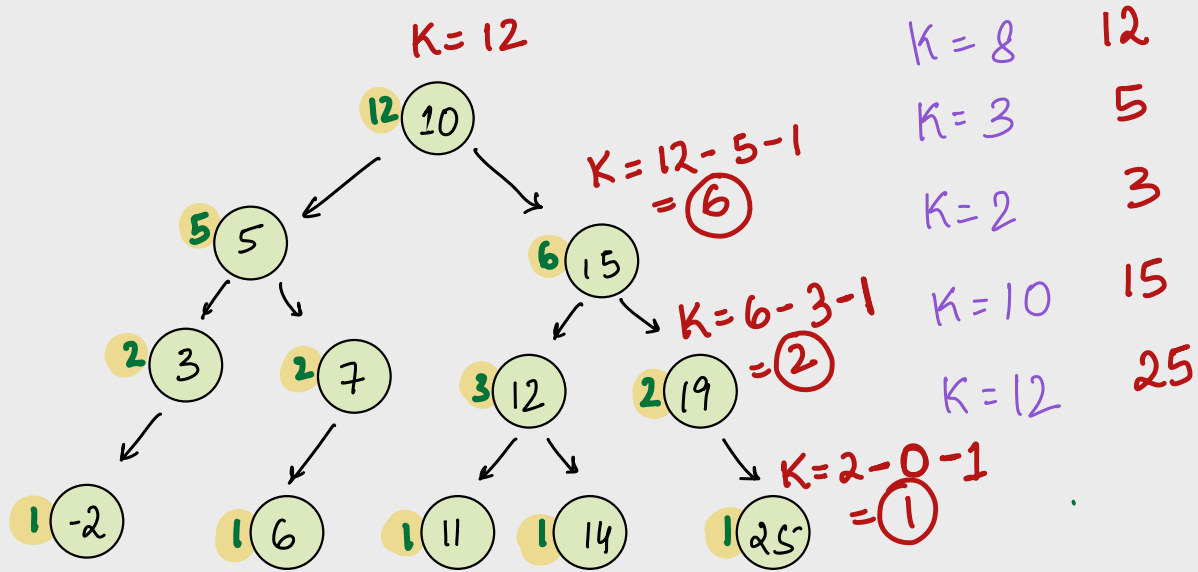 K = 12
K = 8 12
12 10
K = 3 5
K = 12 - 5 - 1
= 6
K = 2 3
5 5
6 15
K = 10 15
K = 6 - 3 - 1
= 2
2 3
2 7
3 12
2 19
K = 12 25
K = 2 - 0 - 1
= 1
1 -2
1 6
1 11
1 14
1 25